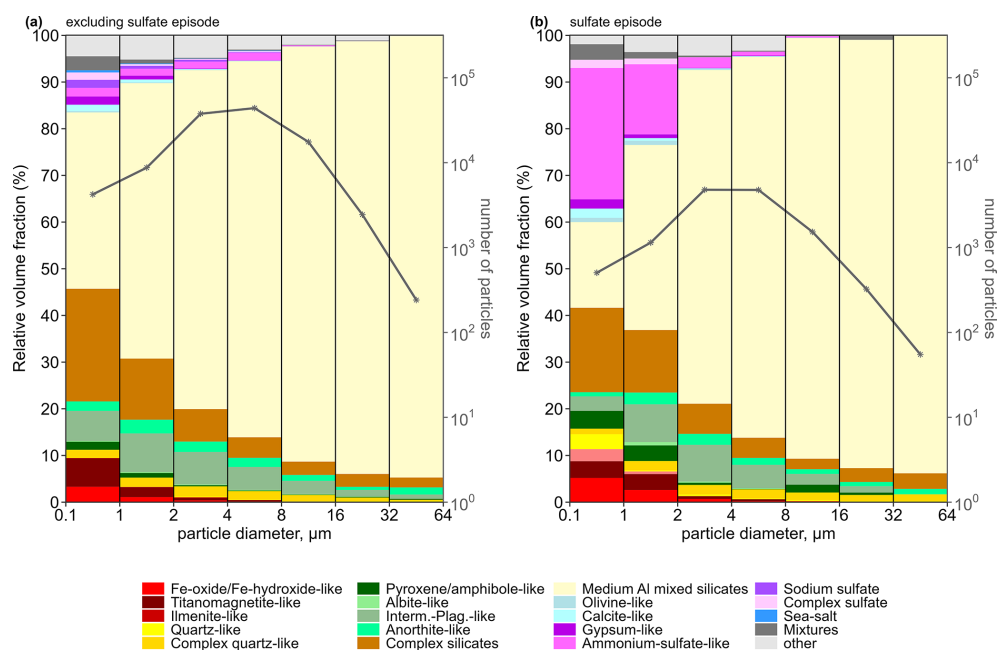 (a) excluding sulfate episode
(b) sulfate episode
Relative volume fraction (%)
100
90
80
70
60
50
40
30
20
10
0
10^5
10^4
10^3
10^2
10^1
10^0
number of particles
0.1 1 2 4 8 16 32 64
particle diameter, µm
Relative volume fraction (%)
100
90
80
70
60
50
40
30
20
10
0
10^5
10^4
10^3
10^2
10^1
10^0
number of particles
0.1 1 2 4 8 16 32 64
particle diameter, µm
Fe-oxide/Fe-hydroxide-like
Titanomagnetite-like
Ilmenite-like
Quartz-like
Complex quartz-like
Pyroxene/amphibole-like
Albite-like
Interm.-Plag.-like
Anorthite-like
Complex silicates
Medium Al mixed silicates
Olivine-like
Calcite-like
Gypsum-like
Ammonium-sulfate-like
Sodium sulfate
Complex sulfate
Sea-salt
Mixtures
other